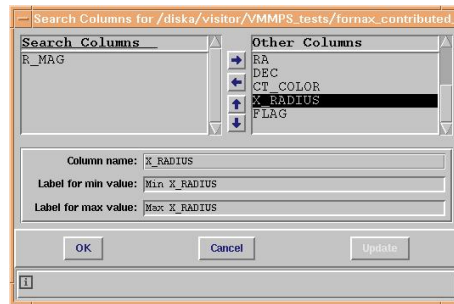 Search Columns for /diska/visitor/VMMPS_tests/fornax_contributed_
Search Columns
R_MAG
Other Columns
RA
DEC
CT_COLOR
X_RADIUS
FLAG
Column name: X_RADIUS
Label for min value: Min X_RADIUS
Label for max value: Max X_RADIUS
OK
Cancel
Update
i